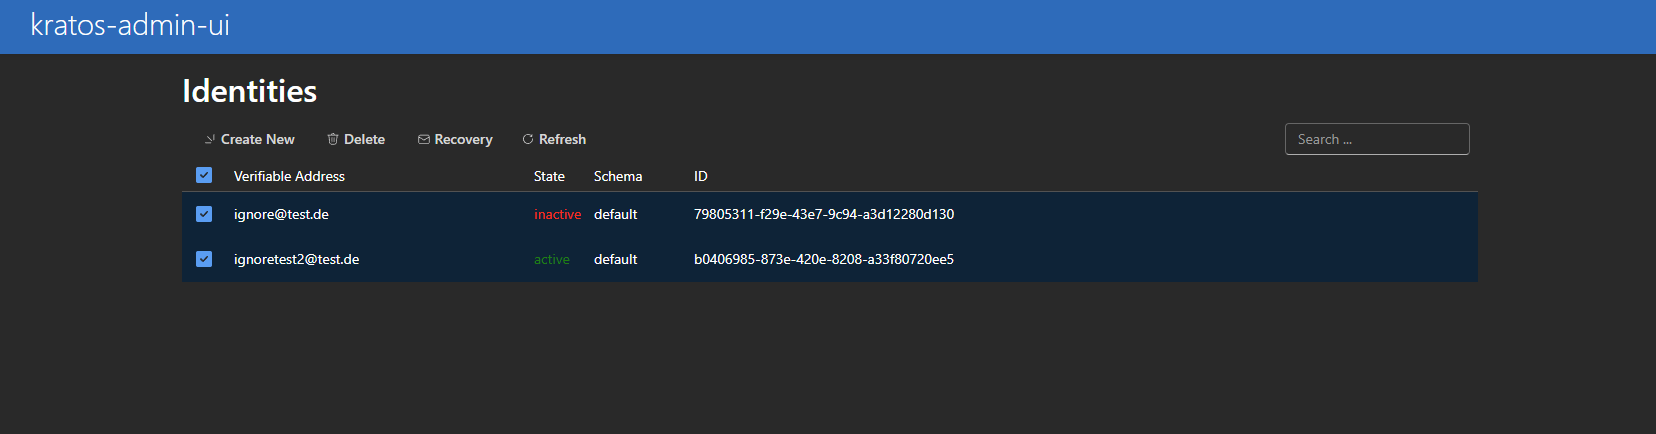 kratos-admin-ui
Identities
Create New Delete Recovery Refresh Search ...
Verifiable Address State Schema ID
ignore@test.de inactive default 79805311-f29e-43e7-9c94-a3d12280d130
ignoretest2@test.de active default b0406985-873e-420e-8208-a33f80720ee5